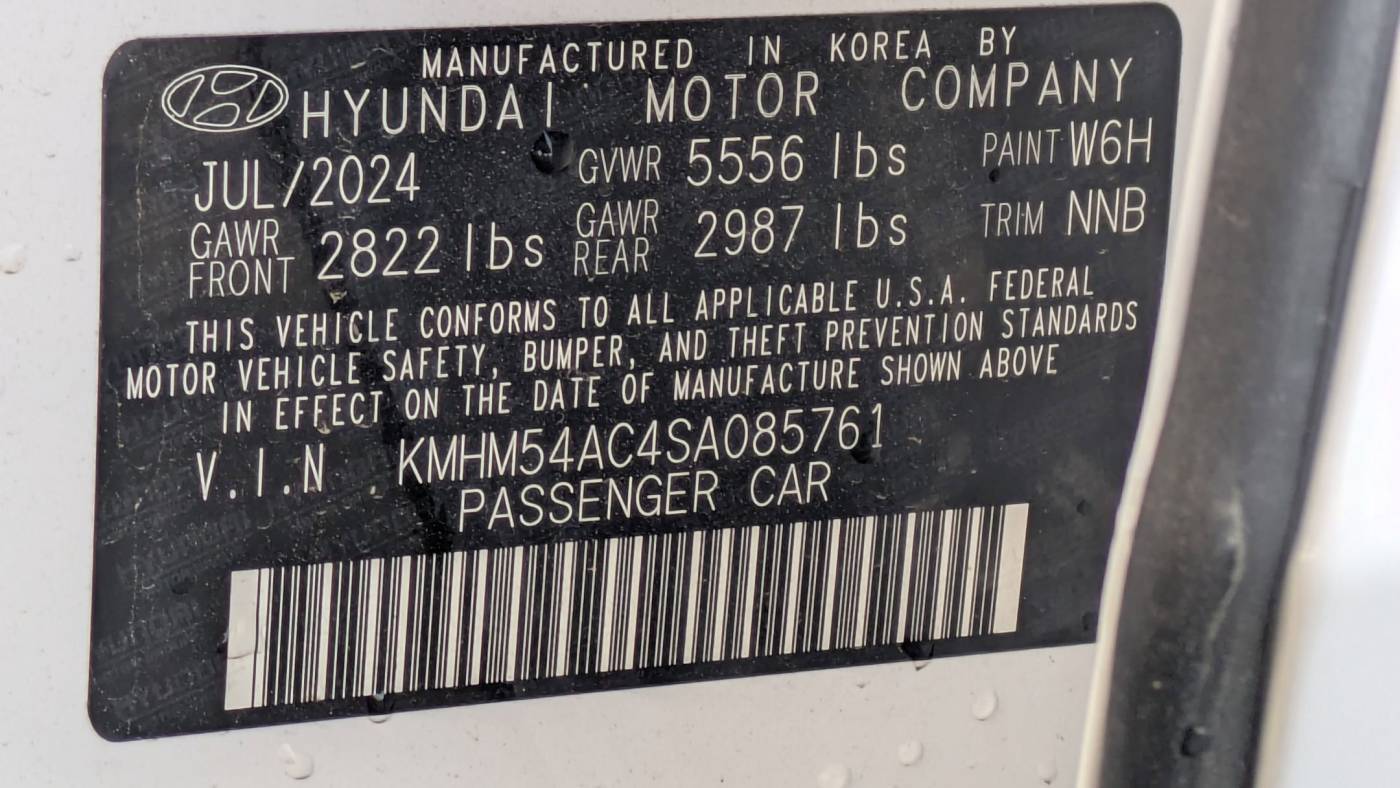 MANUFACTURED IN KOREA BY
HYUNDAI MOTOR COMPANY
JUL/2024 GVWR 5556 lbs PAINT W6H
GAWR FRONT 2822 lbs GAWR REAR 2987 lbs TRIM NNB
THIS VEHICLE CONFORMS TO ALL APPLICABLE U.S.A. FEDERAL
MOTOR VEHICLE SAFETY, BUMPER, AND THEFT PREVENTION STANDARDS
IN EFFECT ON THE DATE OF MANUFACTURE SHOWN ABOVE
V.I.N. KMHM54AC4SA085761
PASSENGER CAR